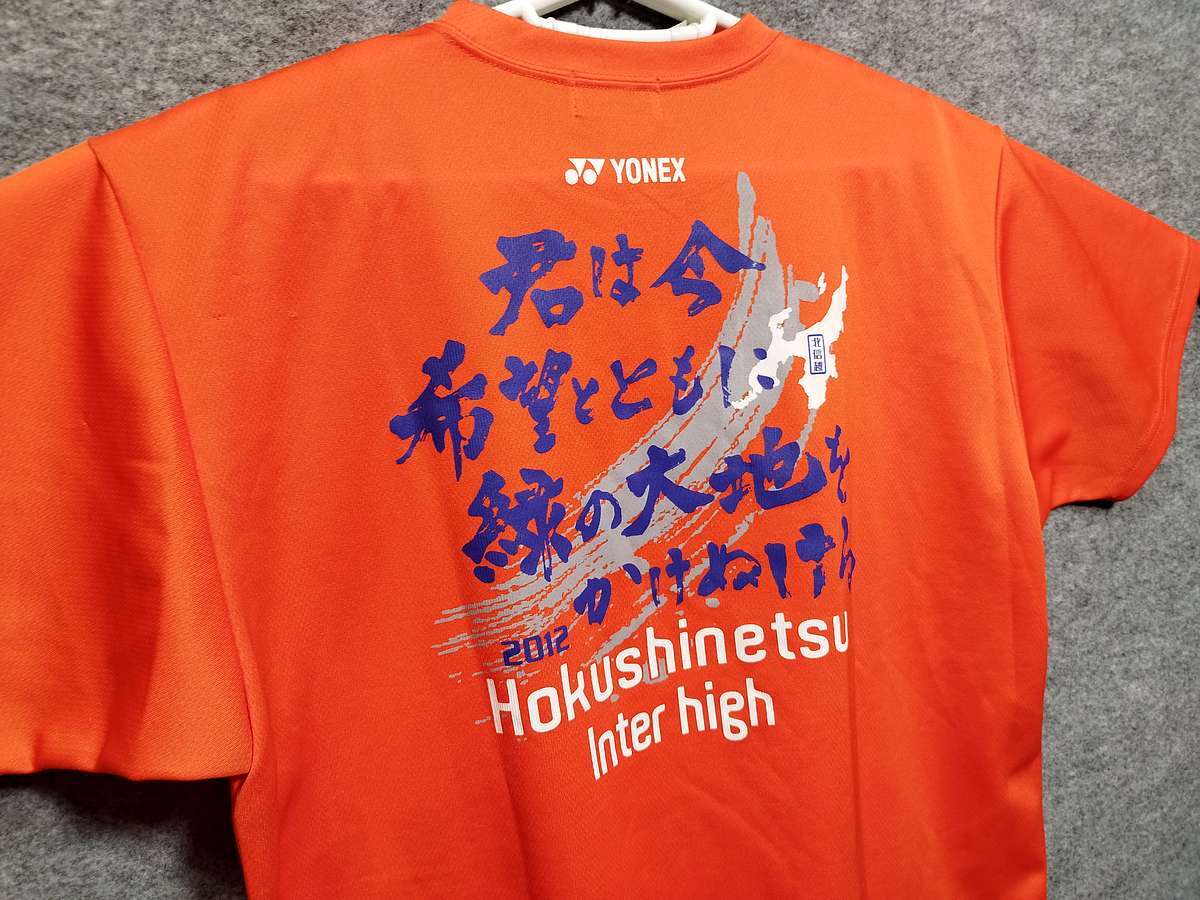 YONEX
君は今
希望とともに
北信越
緑の大地を
かけぬける
2012
Hokushinetsu
Inter high